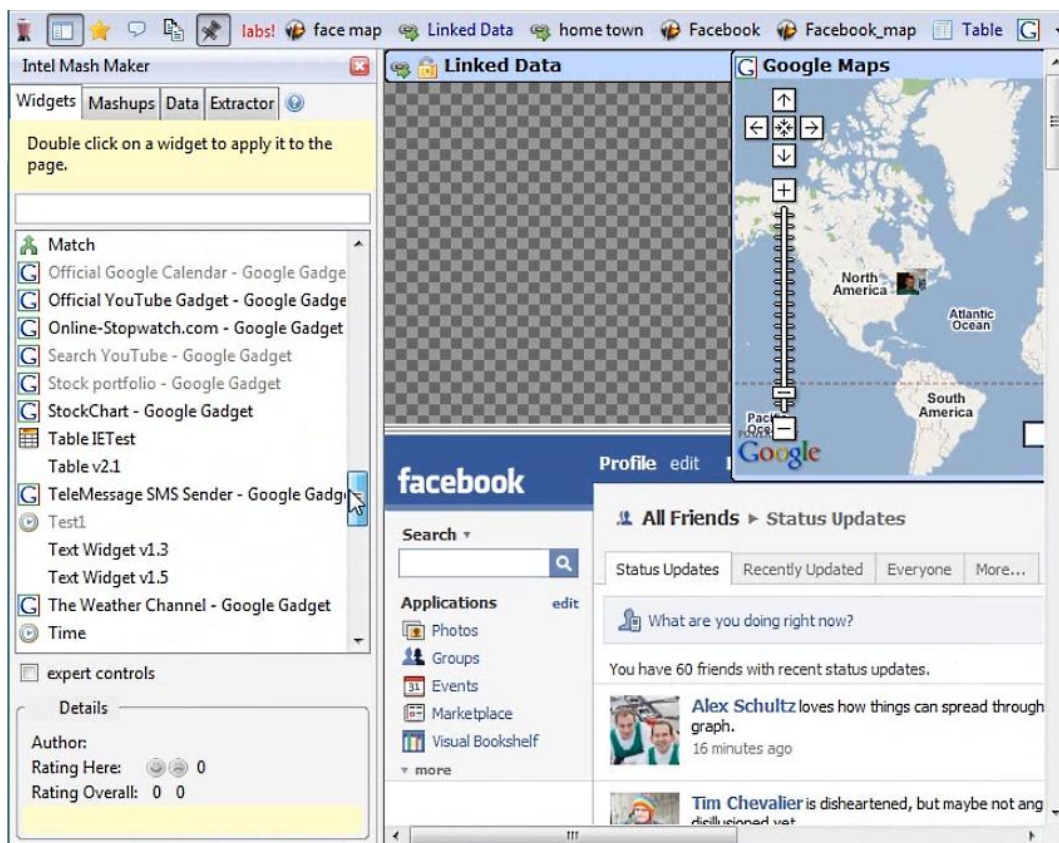 labs! face map Linked Data home town Facebook Facebook_map Table
Intel Mash Maker
Widgets Mashups Data Extractor
Double click on a widget to apply it to the
page.
Match
Official Google Calendar - Google Gadge
Official YouTube Gadget - Google Gadge
Online-Stopwatch.com - Google Gadget
Search YouTube - Google Gadget
Stock portfolio - Google Gadget
StockChart - Google Gadget
Table IETest
Table v2.1
TeleMessage SMS Sender - Google Gadg
Test1
Text Widget v1.3
Text Widget v1.5
The Weather Channel - Google Gadget
Time
expert controls
Details
Author:
Rating Here: 0
Rating Overall: 0 0
Linked Data
Google Maps
North
America
Atlantic
Ocean
South
America
Google
facebook
Profile edit
Search
Applications edit
Photos
Groups
31 Events
Marketplace
Visual Bookshelf
more
All Friends ▸ Status Updates
Status Updates Recently Updated Everyone More...
What are you doing right now?
You have 60 friends with recent status updates.
Alex Schultz loves how things can spread through
graph.
16 minutes ago
Tim Chevalier is disheartened, but maybe not ang